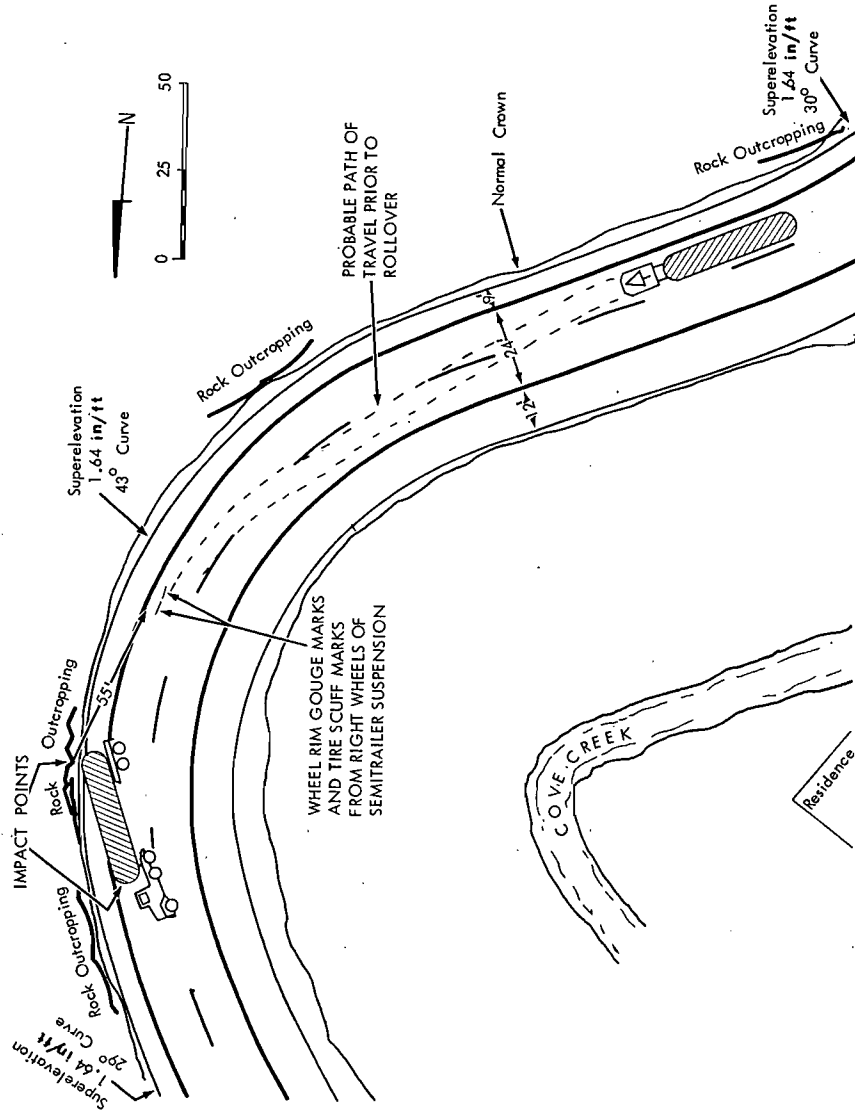 Superelevation
1.64 in/ft
30° Curve
Rock Outcropping
Normal Crown
N
0 25 50
PROBABLE PATH OF
TRAVEL PRIOR TO
ROLLOVER
Rock Outcropping
Superelevation
1.64 in/ft
43° Curve
24'
12'
IMPACT POINTS
Rock Outcropping
55'
WHEEL RIM GOUGE MARKS
AND TIRE SCUFF MARKS
FROM RIGHT WHEELS OF
SEMITRAILER SUSPENSION
Rock Outcropping
Superelevation
1.64 in/ft
29° Curve
COVE CREEK
Residence